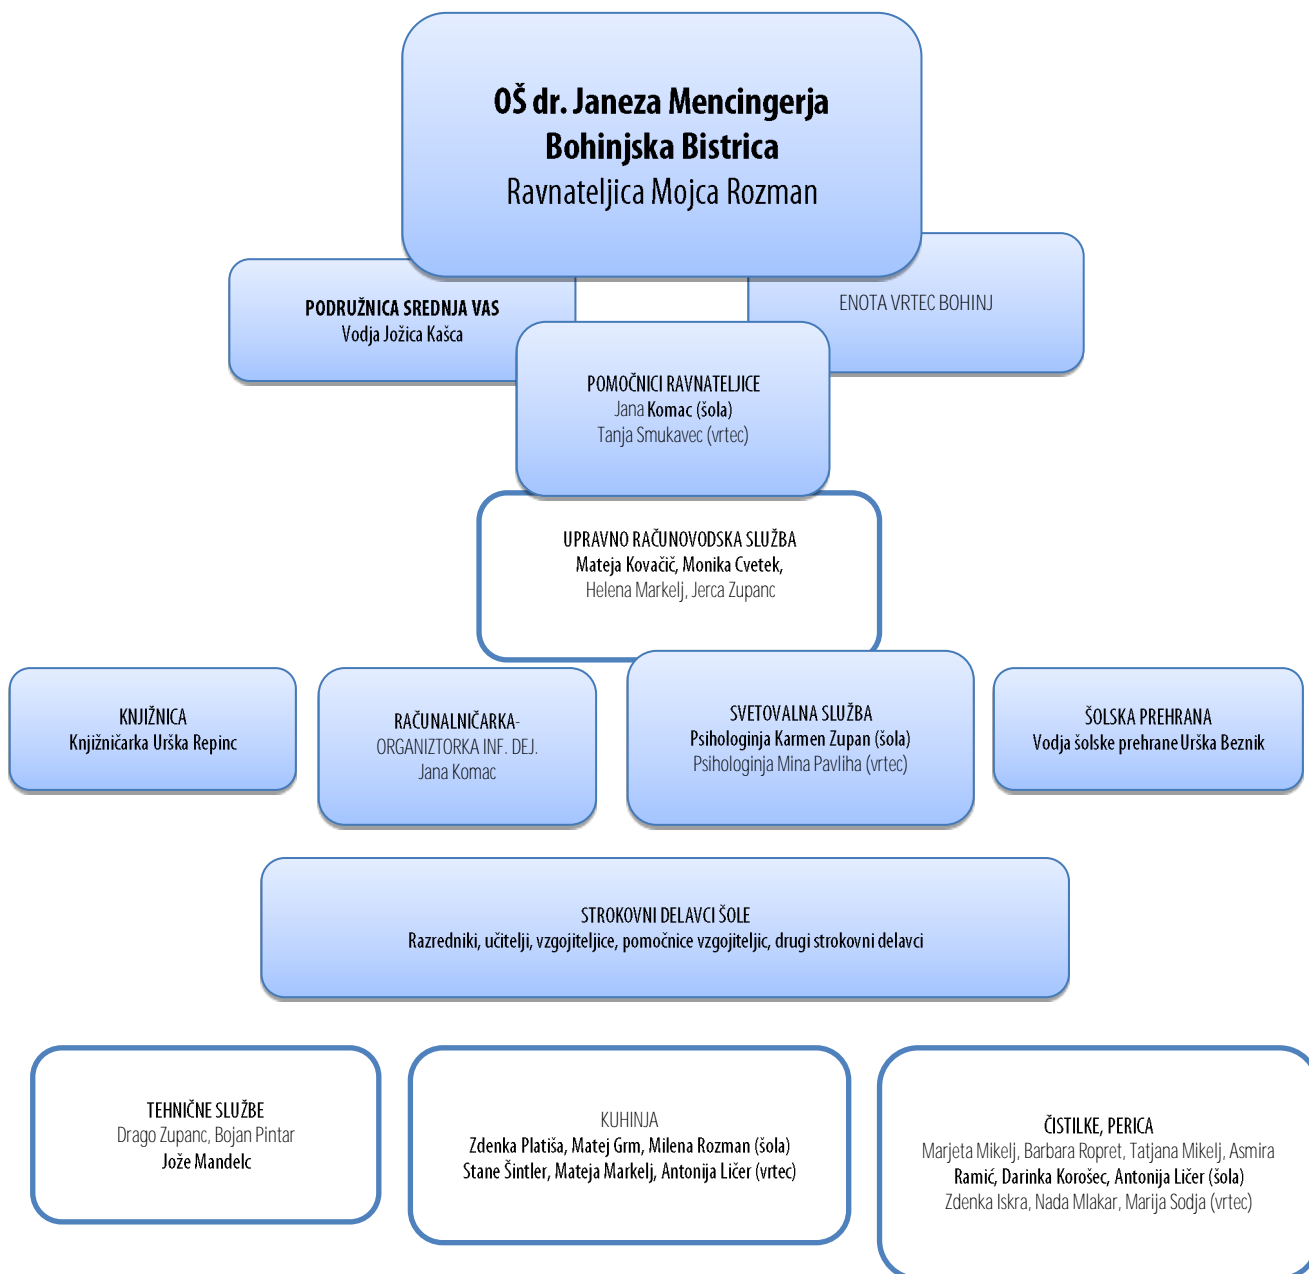 OŠ dr. Janeza Mencingerja
Bohinjska Bistrica
Ravnateljica Mojca Rozman
PODRUŽNICA SREDNJA VAS
Vodja Jožica Kašca
ENOTA VRTEC BOHINJ
POMOČNICI RAVNATELJICE
Jana Komac (šola)
Tanja Smukavec (vrtec)
UPRAVNO RAČUNOVODSKA SLUŽBA
Mateja Kovačič, Monika Cvetek,
Helena Markelj, Jerca Zupanc
KNJIŽNICA
Knjižničarka Urška Repinc
RAČUNALNIČARKA-
ORGANIZTORKA INF. DEJ.
Jana Komac
SVETOVALNA SLUŽBA
Psihologinja Karmen Zupan (šola)
Psihologinja Mina Pavliha (vrtec)
ŠOLSKA PREHRANA
Vodja šolske prehrane Urška Beznik
STROKOVNI DELAVCI ŠOLE
Razredniki, učitelji, vzgojiteljice, pomočnice vzgojiteljic, drugi strokovni delavci
TEHNIČNE SLUŽBE
Drago Zupanc, Bojan Pintar
Jože Mandelc
KUHINJA
Zdenka Platiša, Matej Grm, Milena Rozman (šola)
Stane Šintler, Mateja Markelj, Antonija Ličer (vrtec)
ČISTILKE, PERICA
Marjeta Mikelj, Barbara Ropret, Tatjana Mikelj, Asmira
Ramić, Darinka Korošec, Antonija Ličer (šola)
Zdenka Iskra, Nada Mlakar, Marija Sodja (vrtec)